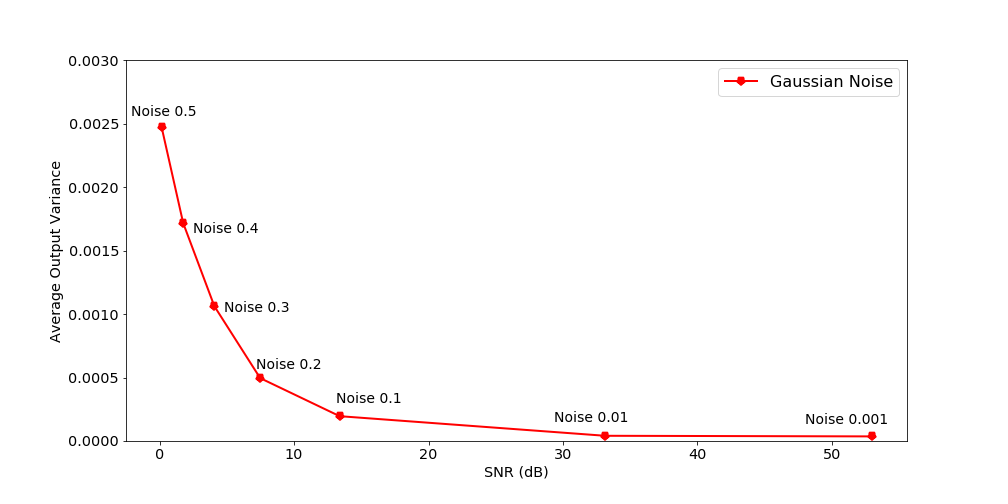 0.0030
Gaussian Noise
Noise 0.5
0.0025
0.0020
Noise 0.4
0.0015
Average Output Variance
Noise 0.3
0.0010
Noise 0.2
0.0005
Noise 0.1
Noise 0.01
Noise 0.001
0.0000
0 10 20 30 40 50
SNR (dB)